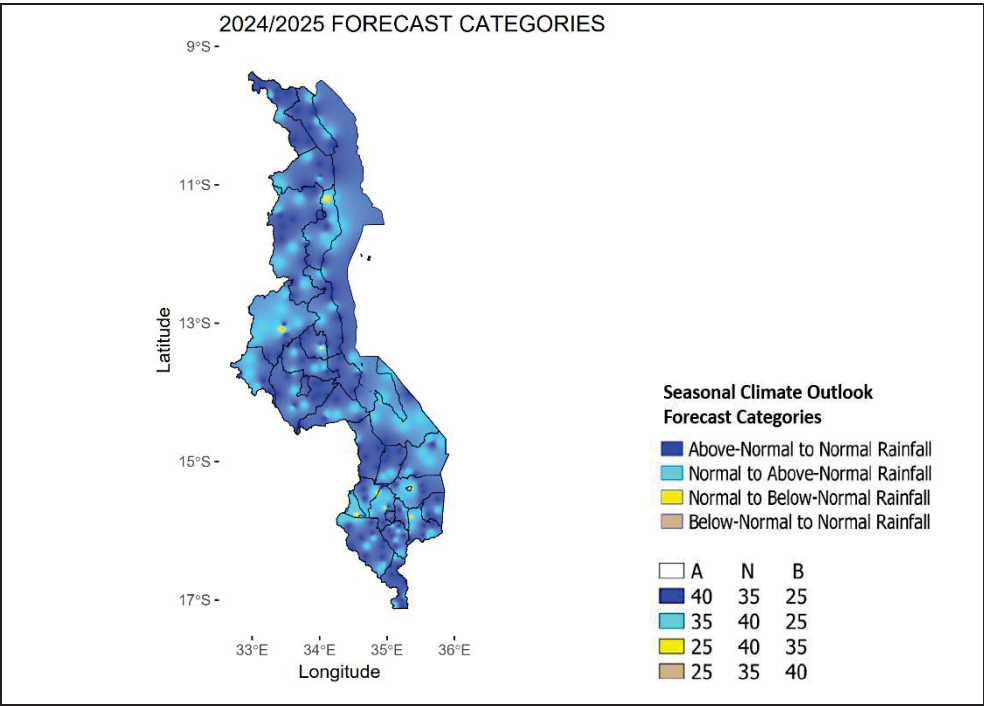 2024/2025 FORECAST CATEGORIES
9°S
11°S
13°S
15°S
17°S
Latitude
33°E 34°E 35°E 36°E
Longitude
Seasonal Climate Outlook
Forecast Categories
Above-Normal to Normal Rainfall
Normal to Above-Normal Rainfall
Normal to Below-Normal Rainfall
Below-Normal to Normal Rainfall
A N B
40 35 25
35 40 25
25 40 35
25 35 40